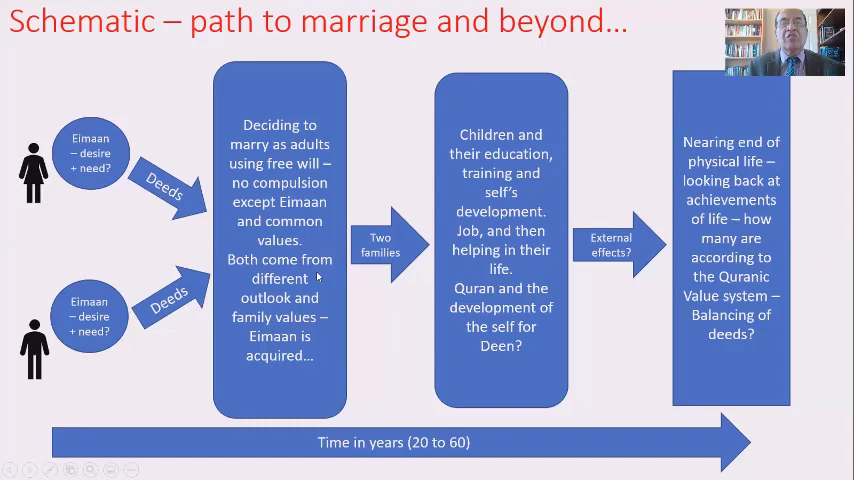 Schematic – path to marriage and beyond...
Eimaan
– desire
+ need?
Deeds
Eimaan
– desire
+ need?
Deeds
Deciding to
marry as adults
using free will –
no compulsion
except Eimaan
and common
values.
Both come from
different
outlook and
family values –
Eimaan is
acquired...
Two
families
Children and
their education,
training and
self's
development.
Job, and then
helping in their
life.
Quran and the
development of
the self for
Deen?
External
effects?
Nearing end of
physical life –
looking back at
achievements
of life – how
many are
according to
the Quranic
Value system –
Balancing of
deeds?
Time in years (20 to 60)